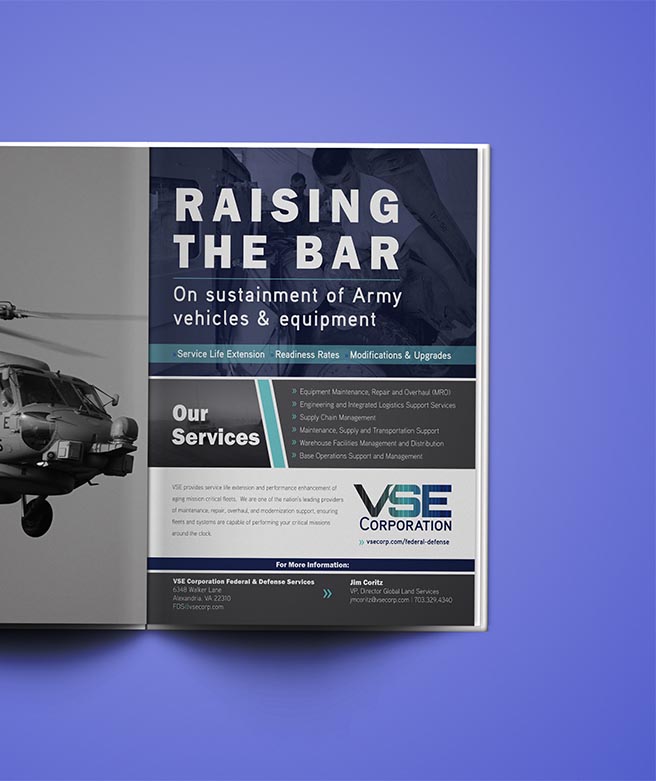 RAISING
THE BAR
On sustainment of Army
vehicles & equipment
» Service Life Extension » Readiness Rates » Modifications & Upgrades
Our
Services
» Equipment Maintenance, Repair and Overhaul (MRO)
» Engineering and Integrated Logistics Support Services
» Supply Chain Management
» Maintenance, Supply and Transportation Support
» Warehouse Facilities Management and Distribution
» Base Operations Support and Management
VSE provides service life extension and performance enhancement of
aging mission critical fleets. We are one of the nation's leading providers
of maintenance, repair, overhaul, and modernization support, ensuring
fleets and systems are capable of performing your critical missions
around the clock.
VSE
CORPORATION
» vsecorp.com/federal-defense
For More Information:
VSE Corporation Federal & Defense Services
6348 Walker Lane
Alexandria, VA 22310
FDS@vsecorp.com
»
Jim Coritz
VP, Director Global Land Services
jmcoritz@vsecorp.com | 703.329.4340